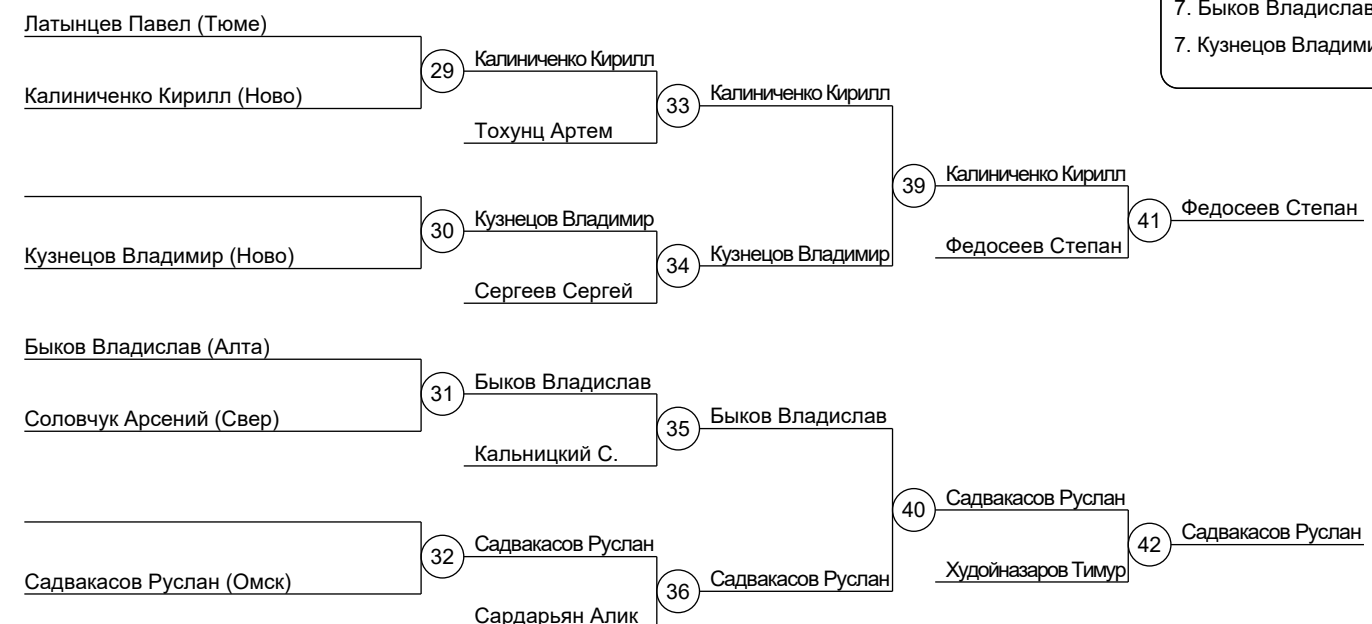 7. Быков Владислав
7. Кузнецов Владими
Латынцев Павел (Тюме)
Калиниченко Кирилл (Ново)
29
Калиниченко Кирилл
Тохунц Артем
33
Калиниченко Кирилл
Кузнецов Владимир (Ново)
30
Кузнецов Владимир
Сергеев Сергей
34
Кузнецов Владимир
39
Калиниченко Кирилл
Федосеев Степан
41
Федосеев Степан
Быков Владислав (Алта)
Соловчук Арсений (Свер)
31
Быков Владислав
Кальницкий С.
35
Быков Владислав
Садвакасов Руслан (Омск)
32
Садвакасов Руслан
Сардарьян Алик
36
Садвакасов Руслан
40
Садвакасов Руслан
Худойназаров Тимур
42
Садвакасов Руслан